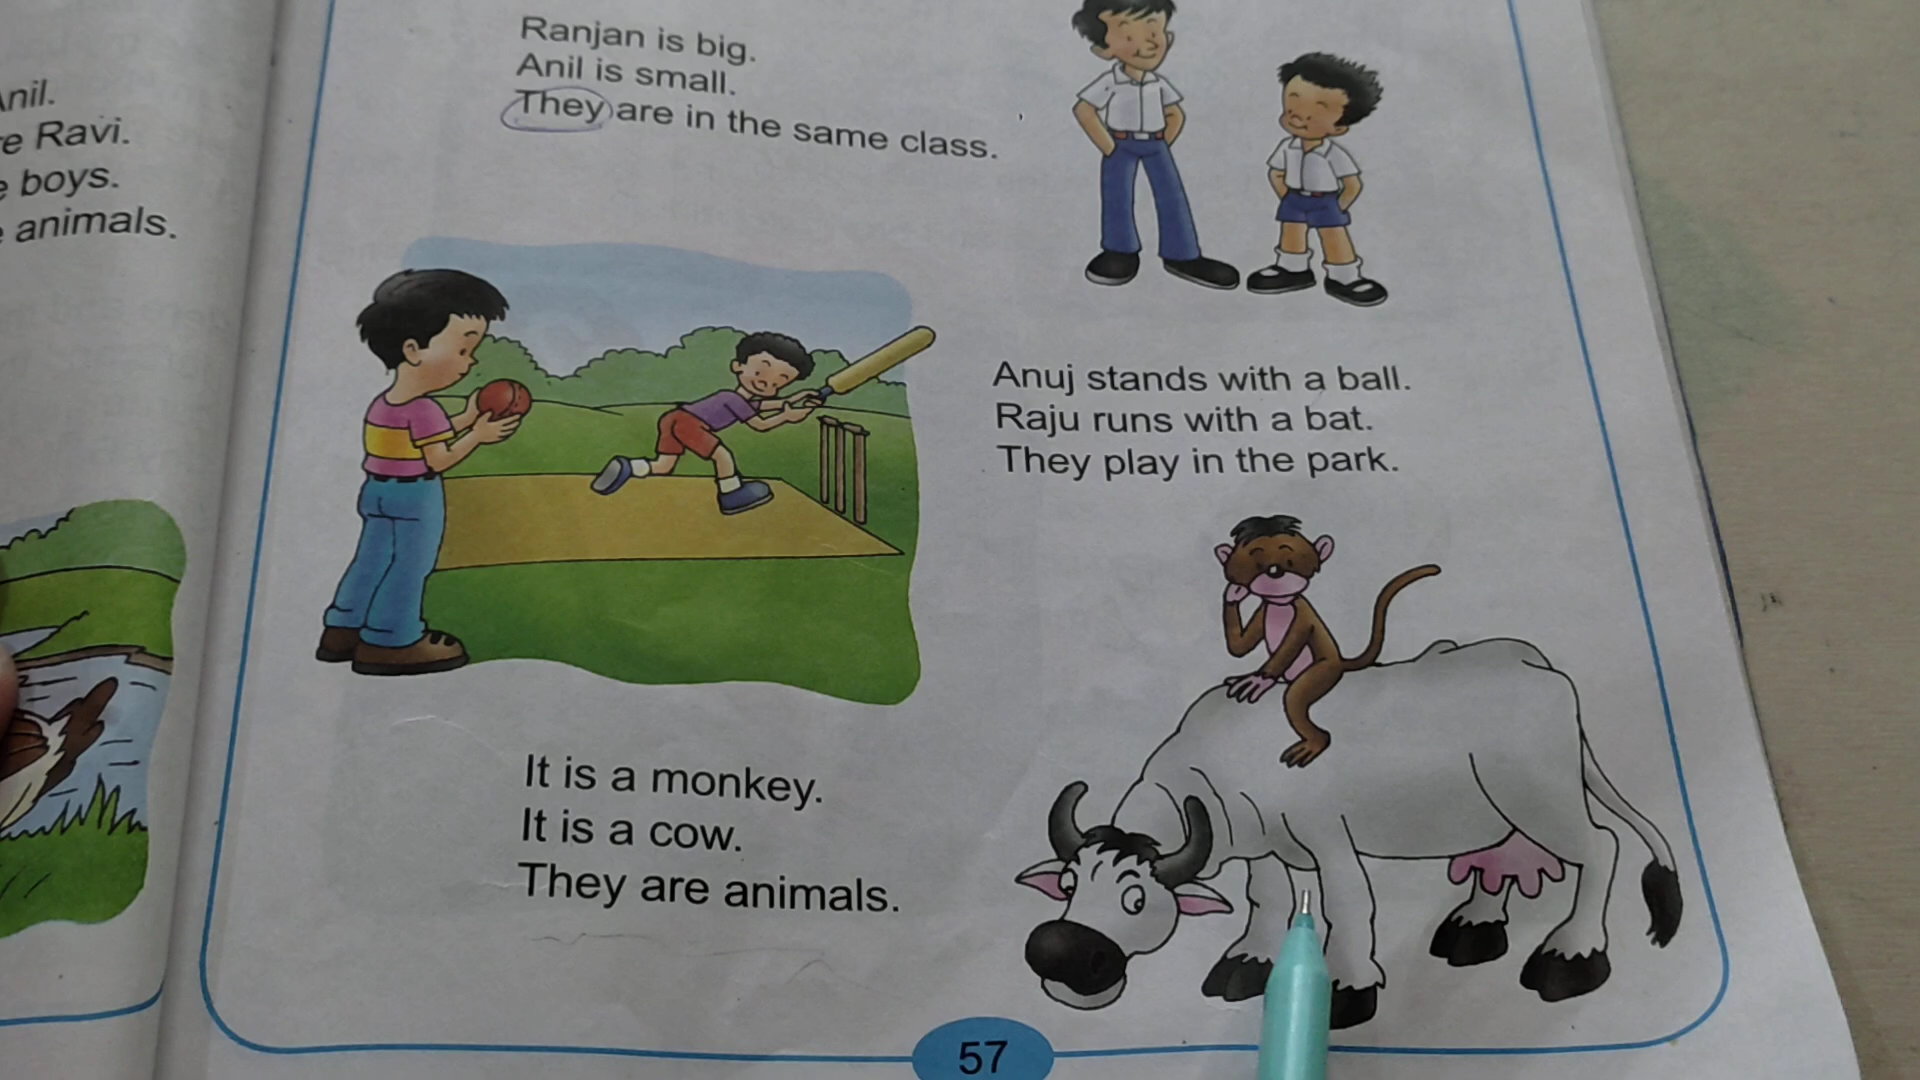 Anil.
Ravi.
boys.
animals.
Ranjan is big.
Anil is small.
They are in the same class.
Anuj stands with a ball.
Raju runs with a bat.
They play in the park.
It is a monkey.
It is a cow.
They are animals.
57